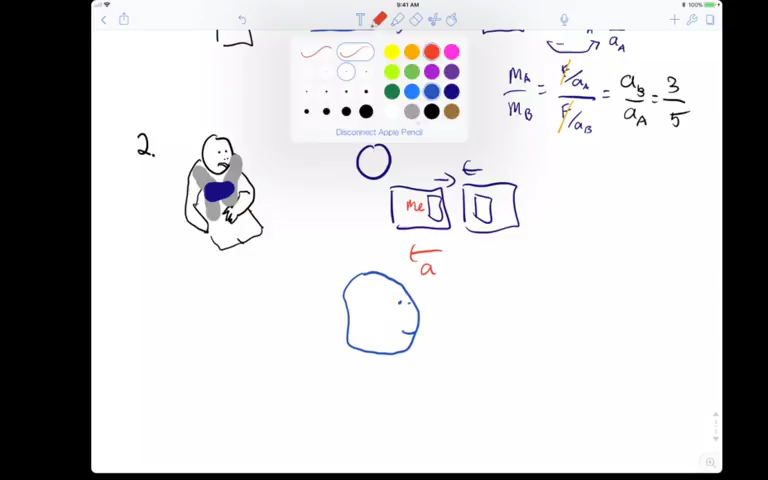 9:41 AM
100%
a_A
M_A / M_B = F/a_A / F/a_B = a_B / a_A = 3 / 5
2.
me
a
Disconnect Apple Pencil